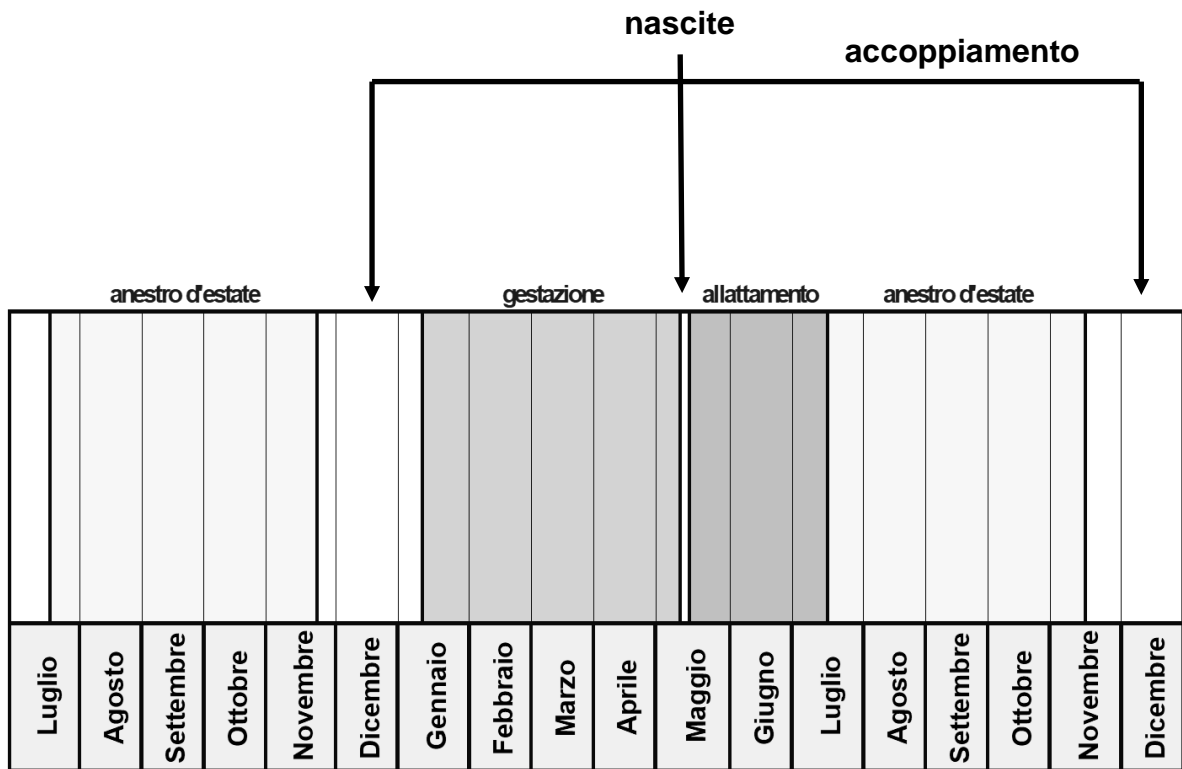 nascite
accoppiamento
anestro d'estate
gestazione
allattamento
anestro d'estate
Luglio
Agosto
Settembre
Ottobre
Novembre
Dicembre
Gennaio
Febbraio
Marzo
Aprile
Maggio
Giugno
Luglio
Agosto
Settembre
Ottobre
Novembre
Dicembre